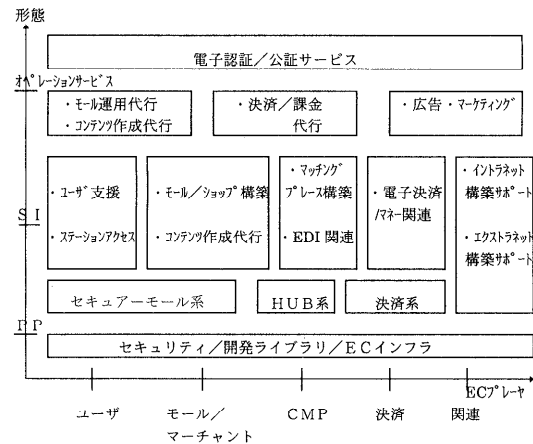 形態
電子認証／公証サービス
ｵﾍﾟﾚｰｼｮﾝｻｰﾋﾞｽ
・ﾓｰﾙ運用代行
・ｺﾝﾃﾝﾂ作成代行
・決済／課金
代行
・広告・ﾏｰｹﾃｨﾝｸﾞ
・ﾕｰｻﾞ支援
・ｽﾃｰｼｮﾝｱｸｾｽ
・ﾓｰﾙ／ｼｮｯﾌﾟ構築
・ｺﾝﾃﾝﾂ作成代行
・ﾏｯﾁﾝｸﾞ
ﾌﾟﾚｰｽ構築
・EDI関連
・電子決済
/ﾏﾈｰ関連
・ｲﾝﾄﾗﾈｯﾄ
構築ｻﾎﾟｰﾄ
・ｴｸｽﾄﾗﾈｯﾄ
構築ｻﾎﾟｰﾄ
ＳＩ
セキュアーモール系
ＨＵＢ系
決済系
ＰＰ
セキュリティ／開発ライブラリ／ＥＣインフラ
ECﾌﾟﾚｰﾔ
ユーザ
モール／
マーチャント
ＣＭＰ
決済
関連